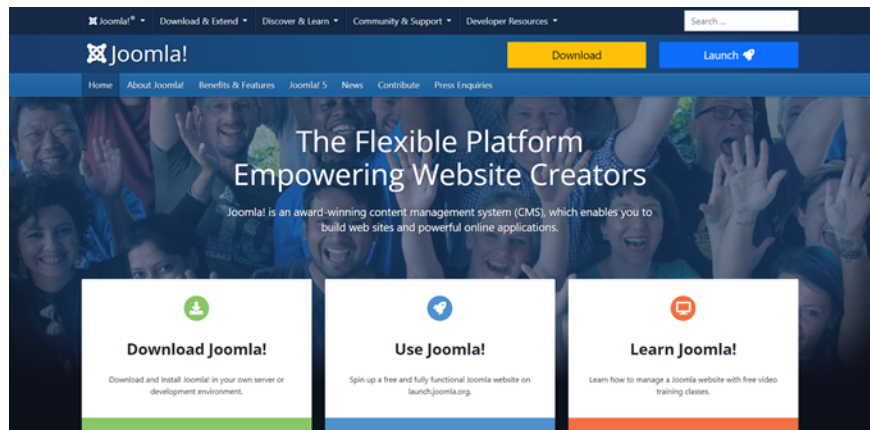 Joomla!® Download & Extend Discover & Learn Community & Support Developer Resources Search ...
Joomla! Download Launch
Home About Joomla! Benefits & Features Joomla! 5 News Contribute Press Enquiries
The Flexible Platform
Empowering Website Creators
Joomla! is an award-winning content management system (CMS), which enables you to
build web sites and powerful online applications.
Download Joomla!
Download and Install Joomla! in your own server or
development environment.
Use Joomla!
Spin up a free and fully functional Joomla website on
launch.joomla.org.
Learn Joomla!
Learn how to manage a Joomla website with free video
training classes.